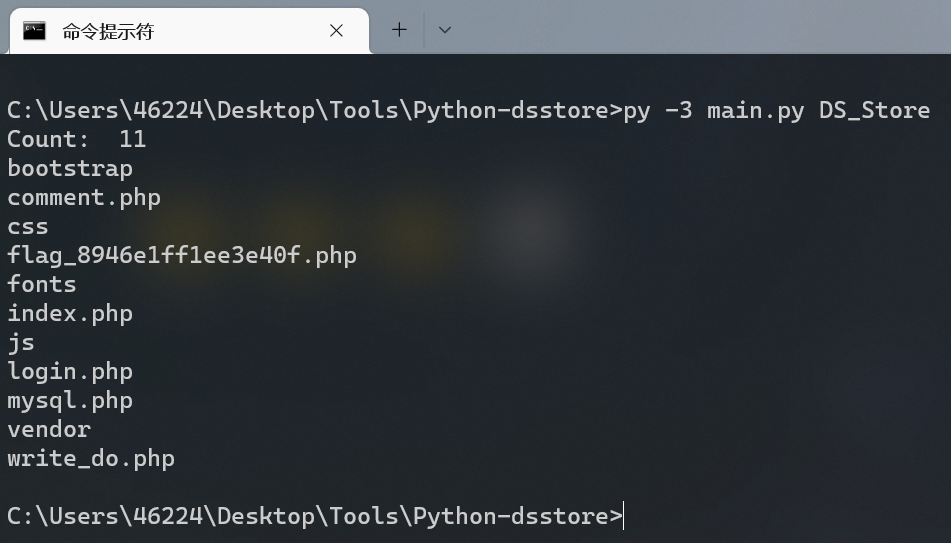 命令提示符
C:\Users\46224\Desktop\Tools\Python-dsstore>py -3 main.py DS_Store
Count:  11
bootstrap
comment.php
css
flag_8946e1ff1ee3e40f.php
fonts
index.php
js
login.php
mysql.php
vendor
write_do.php
C:\Users\46224\Desktop\Tools\Python-dsstore>